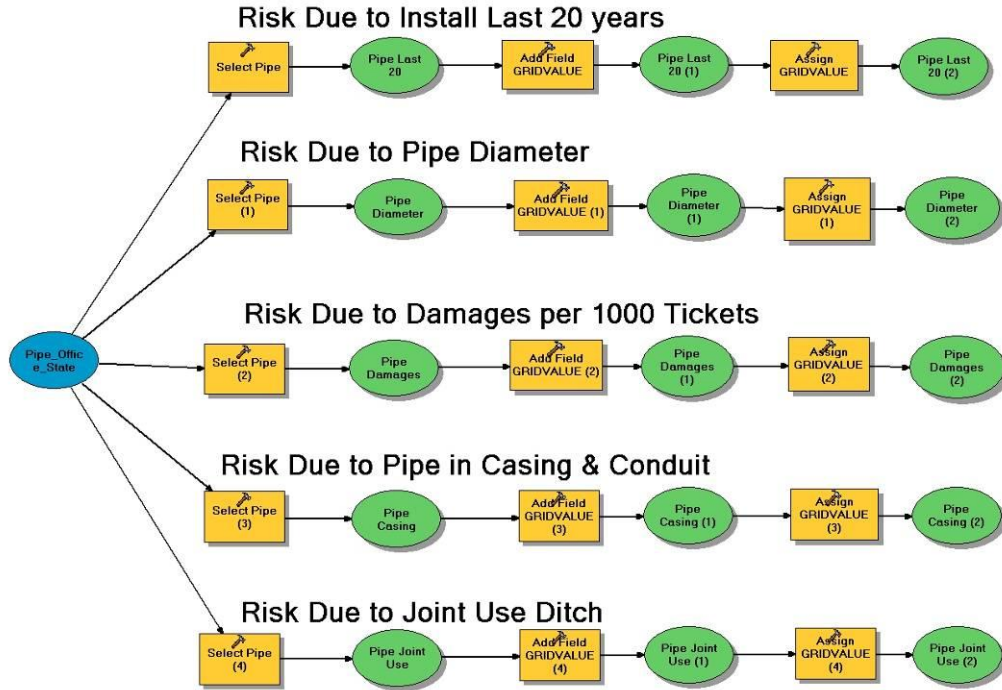 Risk Due to Install Last 20 years
Select Pipe
Pipe Last
20
Add Field
GRIDVALUE
Pipe Last
20 (1)
Assign
GRIDVALUE
Pipe Last
20 (2)
Risk Due to Pipe Diameter
Select Pipe
(1)
Pipe
Diameter
Add Field
GRIDVALUE (1)
Pipe
Diameter
(1)
Assign
GRIDVALUE
(1)
Pipe
Diameter
(2)
Risk Due to Damages per 1000 Tickets
Pipe_Offic
e_State
Select Pipe
(2)
Pipe
Damages
Add Field
GRIDVALUE (2)
Pipe
Damages
(1)
Assign
GRIDVALUE
(2)
Pipe
Damages
(2)
Risk Due to Pipe in Casing & Conduit
Select Pipe
(3)
Pipe
Casing
Add Field
GRIDVALUE
(3)
Pipe
Casing (1)
Assign
GRIDVALUE
(3)
Pipe
Casing (2)
Risk Due to Joint Use Ditch
Select Pipe
(4)
Pipe Joint
Use
Add Field
GRIDVALUE
(4)
Pipe Joint
Use (1)
Assign
GRIDVALUE
(4)
Pipe Joint
Use (2)